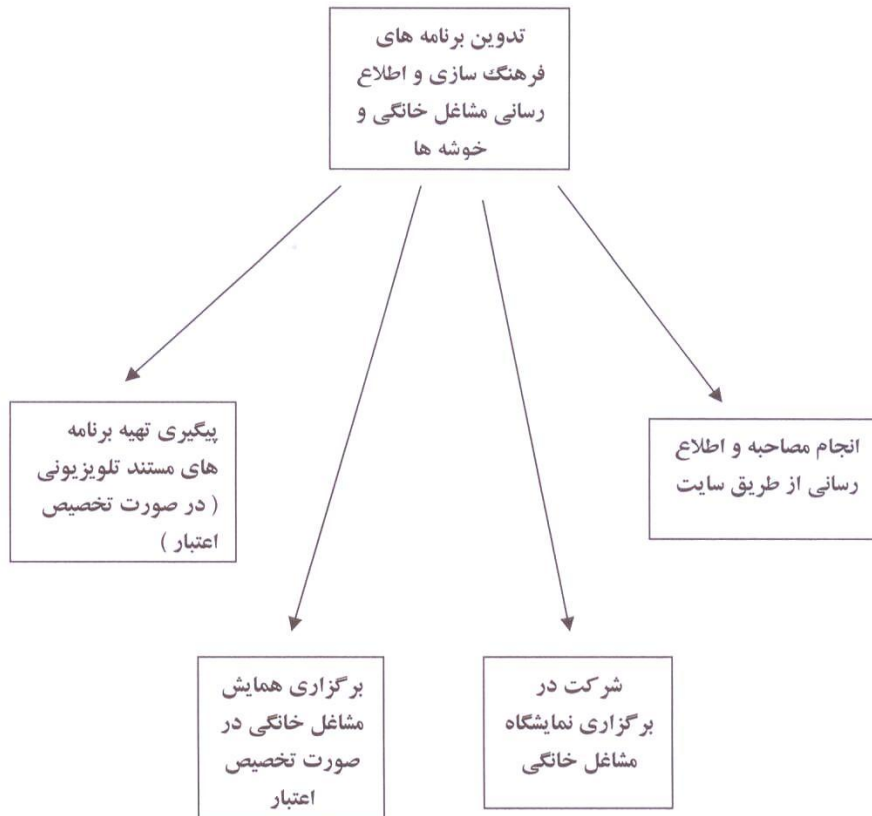 تدوین برنامه های
فرهنگ سازی و اطلاع
رسانی مشاغل خانگی و
خوشه ها
انجام مصاحبه و اطلاع
رسانی از طریق سایت
پیگیری تهیه برنامه
های مستند تلویزیونی
( در صورت تخصیص
اعتبار )
شرکت در
برگزاری نمایشگاه
مشاغل خانگی
برگزاری همایش
مشاغل خانگی در
صورت تخصیص
اعتبار